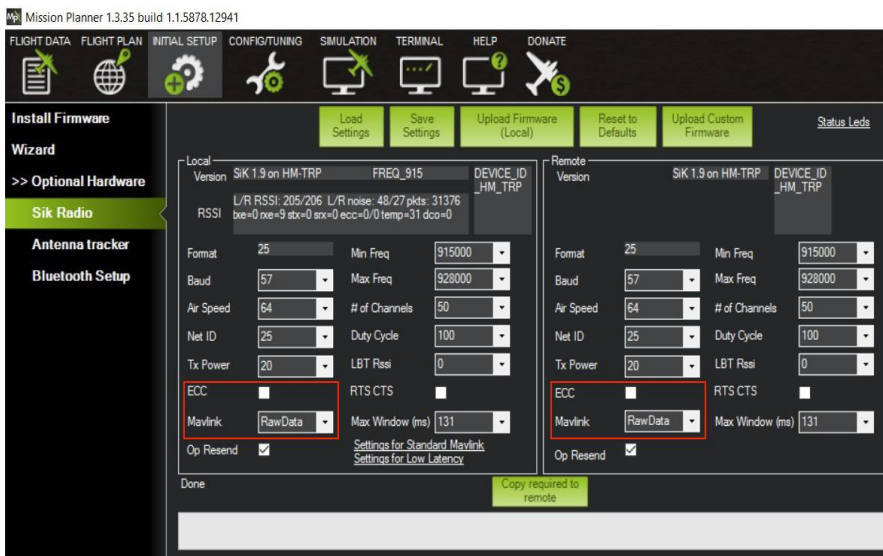 Mission Planner 1.3.35 build 1.1.5878.12941
FLIGHT DATA FLIGHT PLAN INITIAL SETUP CONFIG/TUNING SIMULATION TERMINAL HELP DONATE
Install Firmware
Wizard
>> Optional Hardware
Sik Radio
Antenna tracker
Bluetooth Setup
Load Settings
Save Settings
Upload Firmware (Local)
Reset to Defaults
Upload Custom Firmware
Status Leds
Local
Version SiK 1.9 on HM-TRP FREQ_915 DEVICE_ID_HM_TRP
RSSI L/R RSSI: 205/206 L/R noise: 48/27 pkts: 31376
txe=0 rxe=9 stx=0 srx=0 ecc=0/0 temp=31 dco=0
Format 25 Min Freq 915000
Baud 57 Max Freq 928000
Air Speed 64 # of Channels 50
Net ID 25 Duty Cycle 100
Tx Power 20 LBT Rssi 0
ECC RTS CTS
Mavlink RawData Max Window (ms) 131
Op Resend Settings for Standard Mavlink
Settings for Low Latency
Remote
Version SiK 1.9 on HM-TRP DEVICE_ID_HM_TRP
Format 25 Min Freq 915000
Baud 57 Max Freq 928000
Air Speed 64 # of Channels 50
Net ID 25 Duty Cycle 100
Tx Power 20 LBT Rssi 0
ECC RTS CTS
Mavlink RawData Max Window (ms) 131
Op Resend
Done
Copy required to remote